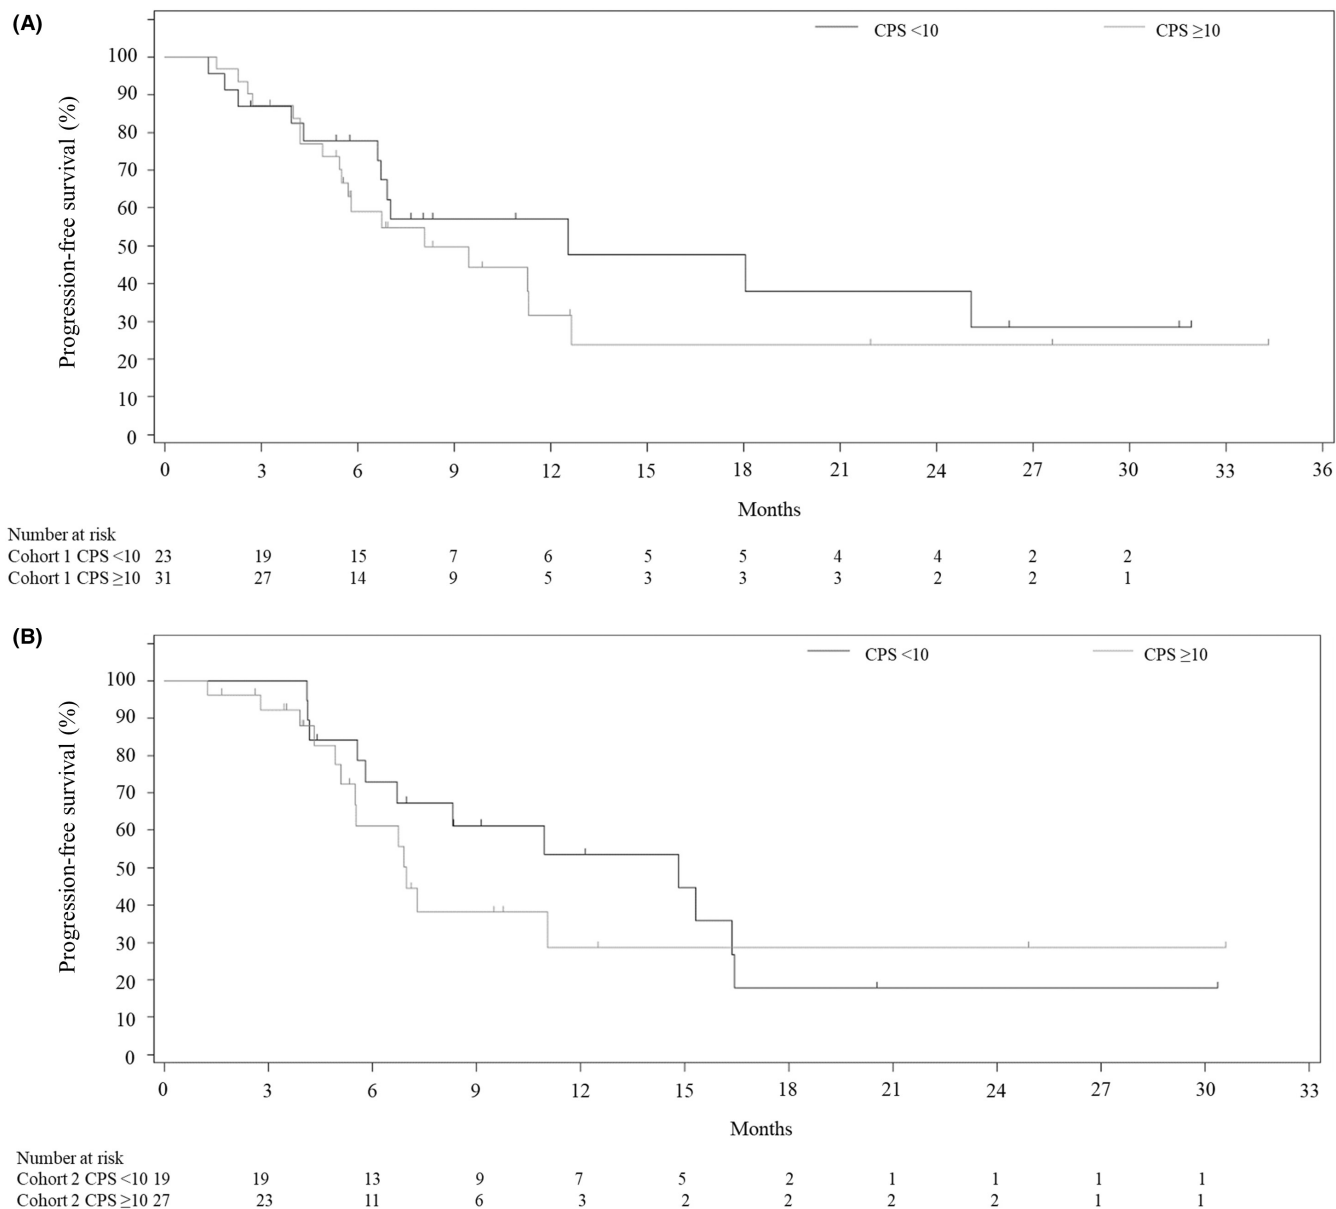 (A)
CPS <10 CPS ≥10
Progression-free survival (%)
100
90
80
70
60
50
40
30
20
10
0
0 3 6 9 12 15 18 21 24 27 30 33 36
Months
Number at risk
Cohort 1 CPS <10 23 19 15 7 6 5 5 4 4 2 2
Cohort 1 CPS ≥10 31 27 14 9 5 3 3 3 2 2 1
(B)
CPS <10 CPS ≥10
Progression-free survival (%)
100
90
80
70
60
50
40
30
20
10
0
0 3 6 9 12 15 18 21 24 27 30 33
Months
Number at risk
Cohort 2 CPS <10 19 19 13 9 7 5 2 1 1 1 1
Cohort 2 CPS ≥10 27 23 11 6 3 2 2 2 2 1 1